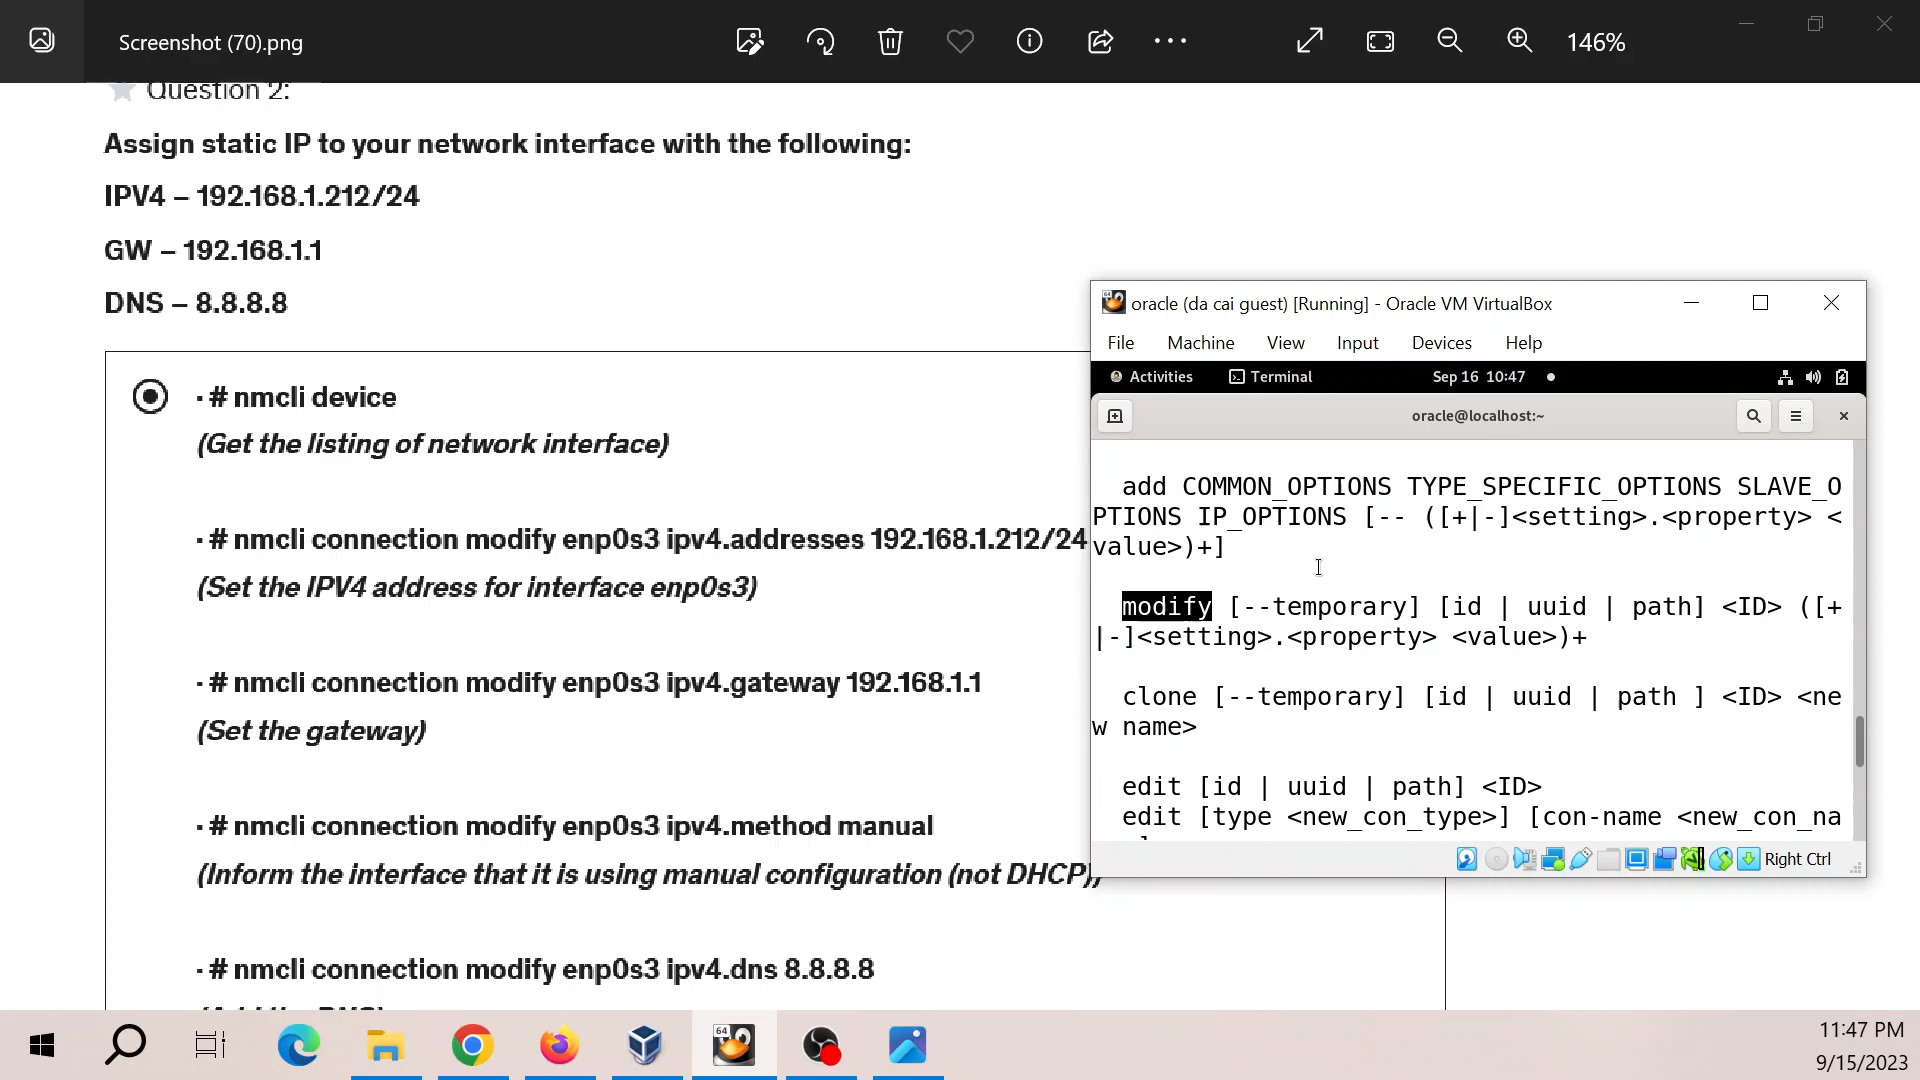 Screenshot (70).png
146%
Question 2:
Assign static IP to your network interface with the following:
IPV4 – 192.168.1.212/24
GW – 192.168.1.1
DNS – 8.8.8.8
· # nmcli device
(Get the listing of network interface)
· # nmcli connection modify enp0s3 ipv4.addresses 192.168.1.212/24
(Set the IPV4 address for interface enp0s3)
· # nmcli connection modify enp0s3 ipv4.gateway 192.168.1.1
(Set the gateway)
· # nmcli connection modify enp0s3 ipv4.method manual
(Inform the interface that it is using manual configuration (not DHCP))
· # nmcli connection modify enp0s3 ipv4.dns 8.8.8.8
oracle (da cai guest) [Running] - Oracle VM VirtualBox
File Machine View Input Devices Help
Activities Terminal Sep 16 10:47
oracle@localhost:~
add COMMON_OPTIONS TYPE_SPECIFIC_OPTIONS SLAVE_O
PTIONS IP_OPTIONS [-- ([+|-]<setting>.<property> <
value>)+]
modify [--temporary] [id | uuid | path] <ID> ([+
|-]<setting>.<property> <value>)+
clone [--temporary] [id | uuid | path ] <ID> <ne
w name>
edit [id | uuid | path] <ID>
edit [type <new_con_type>] [con-name <new_con_na
Right Ctrl
64
64
11:47 PM
9/15/2023